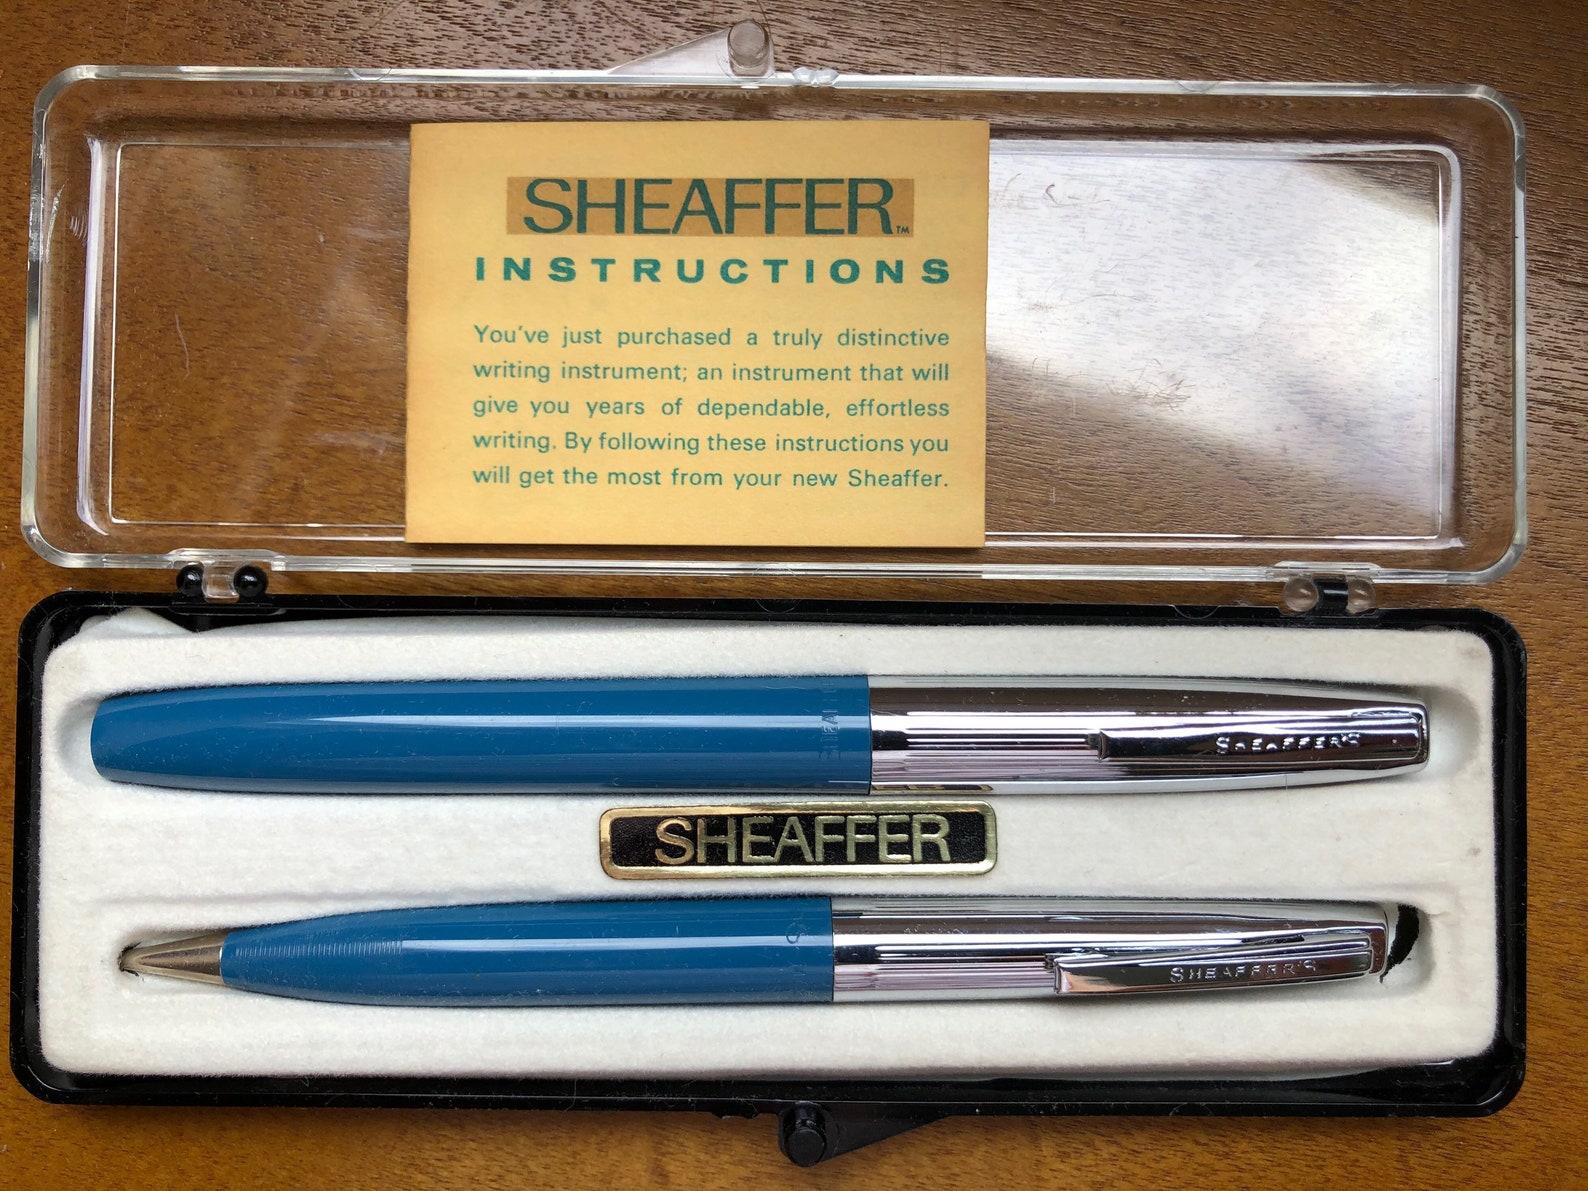 SHEAFFER™
INSTRUCTIONS
You've just purchased a truly distinctive
writing instrument; an instrument that will
give you years of dependable, effortless
writing. By following these instructions you
will get the most from your new Sheaffer.
SHEAFFER'S
SHEAFFER
SHEAFFER'S